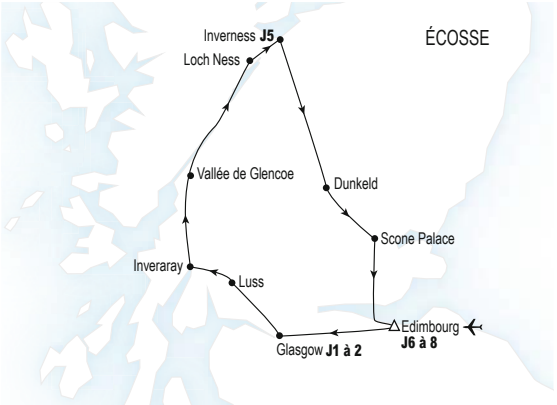 ÉCOSSE
Inverness J5
Loch Ness
Vallée de Glencoe
Dunkeld
Scone Palace
Inveraray
Luss
Edimbourg
J6 à 8
Glasgow J1 à 2